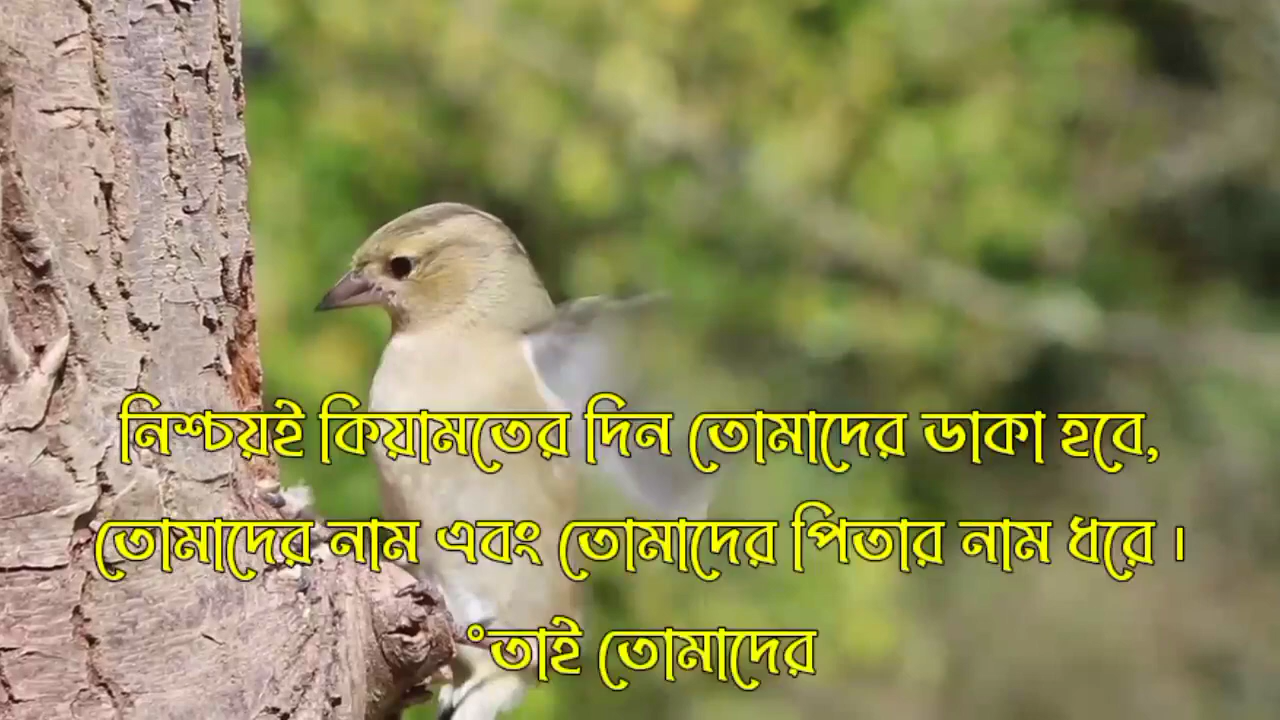 নিশ্চয়ই কিয়ামতের দিন তোমাদের ডাকা হবে,
তোমাদের নাম এবং তোমাদের পিতার নাম ধরে ।
°তাই তোমাদের